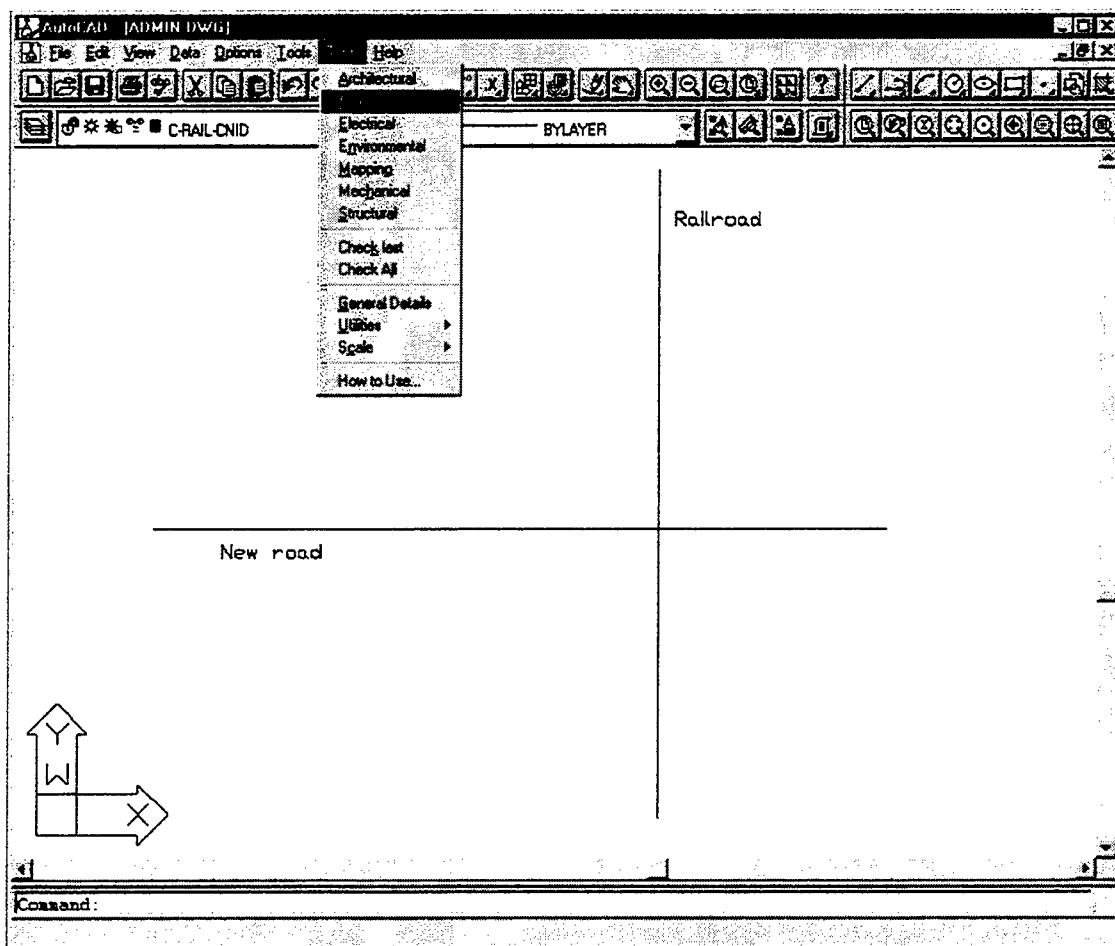 AutoCAD - [ADMIN.DWG]
File Edit View Data Options Tools Help
Architectural
C-RAIL-CNID
BYLAYER
Electrical
Environmental
Mapping
Mechanical
Structural
Railroad
Check last
Check All
General Details
Utilities
Scale
How to Use...
New road
Y
W
X
Command: